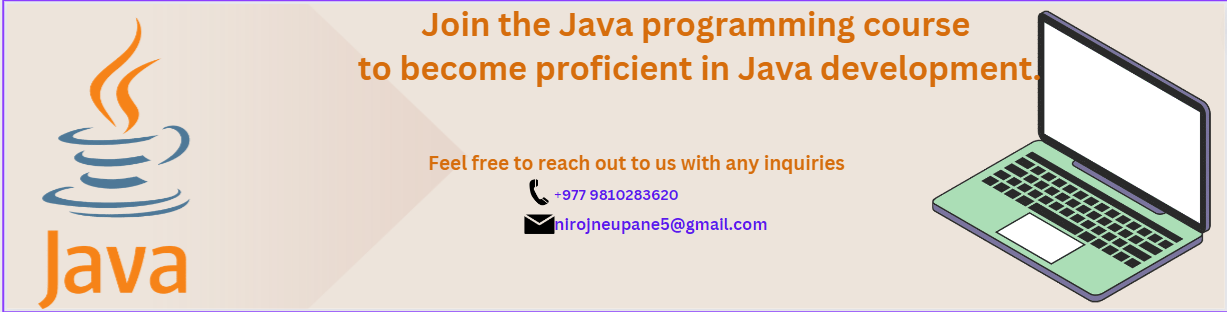 Join the Java programming course
to become proficient in Java development.
Feel free to reach out to us with any inquiries
+977 9810283620
nirojneupane5@gmail.com
Java